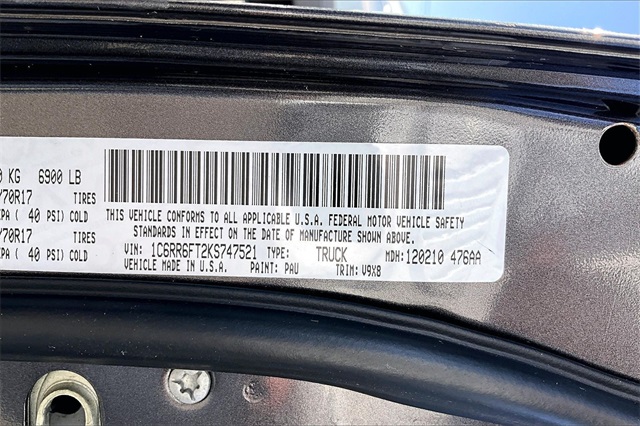 0 KG 6900 LB
/70R17 TIRES
PA ( 40 PSI) COLD
/70R17 TIRES
PA ( 40 PSI) COLD
THIS VEHICLE CONFORMS TO ALL APPLICABLE U.S.A. FEDERAL MOTOR VEHICLE SAFETY
STANDARDS IN EFFECT ON THE DATE OF MANUFACTURE SHOWN ABOVE.
VIN: 1C6RR6FT2KS747521 TYPE: TRUCK MDH: 120210 476AA
VEHICLE MADE IN U.S.A. PAINT: PAU TRIM: V9X8